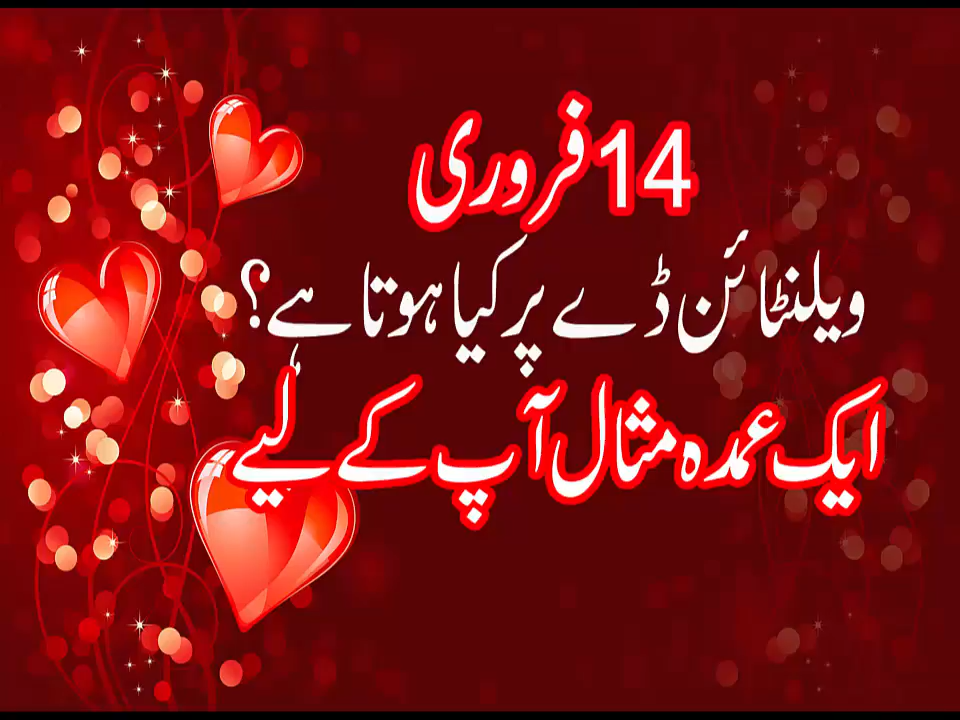 14 فروری
ویلنٹائن ڈے پر کیا ہوتا ہے؟
ایک عمدہ مثال آپ کے لیے